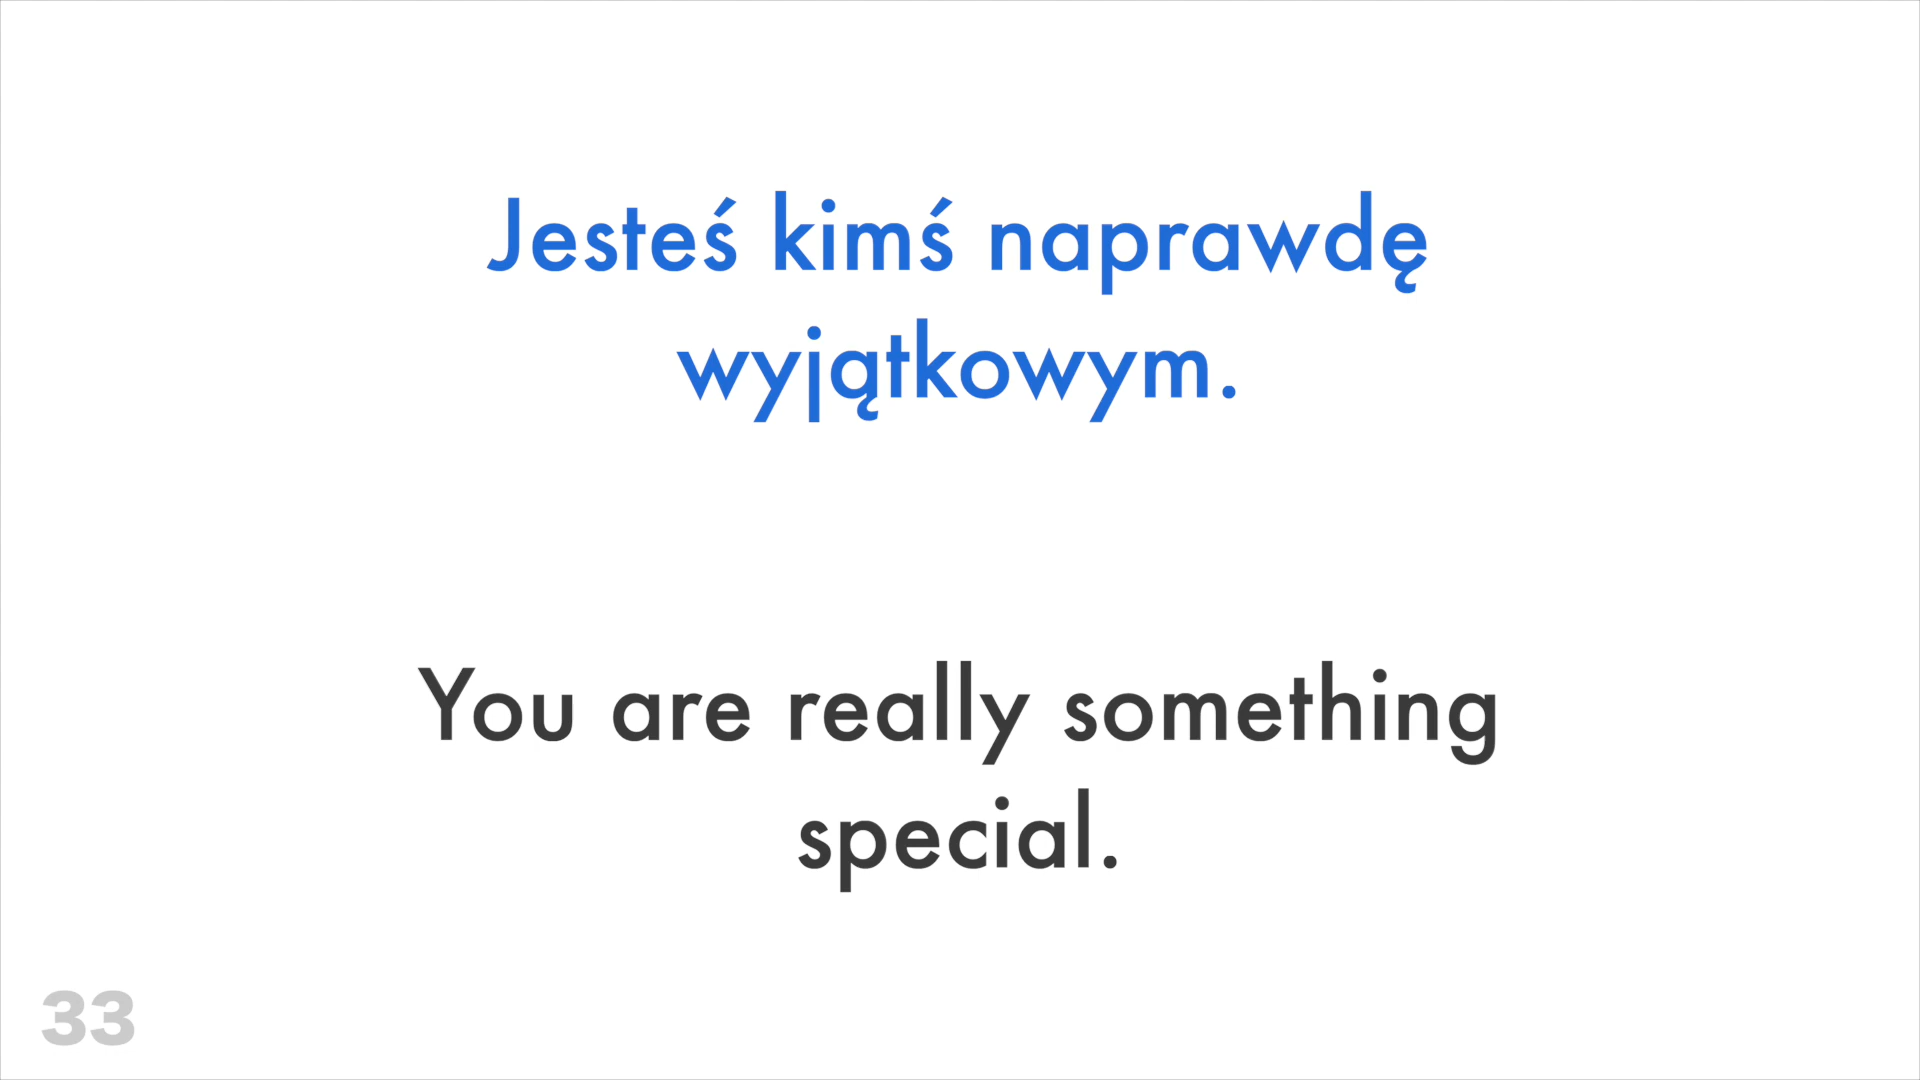 Jesteś kimś naprawdę
wyjątkowym.
You are really something
special.
33